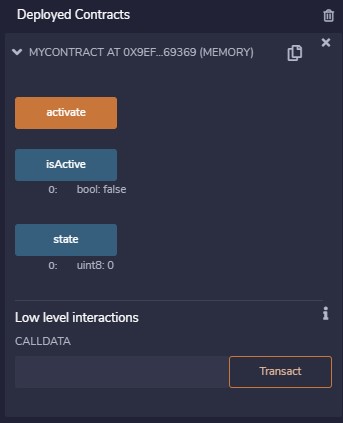 Deployed Contracts
MYCONTRACT AT 0X9EF...69369 (MEMORY)
activate
isActive
0: bool: false
state
0: uint8: 0
Low level interactions
CALLDATA
Transact